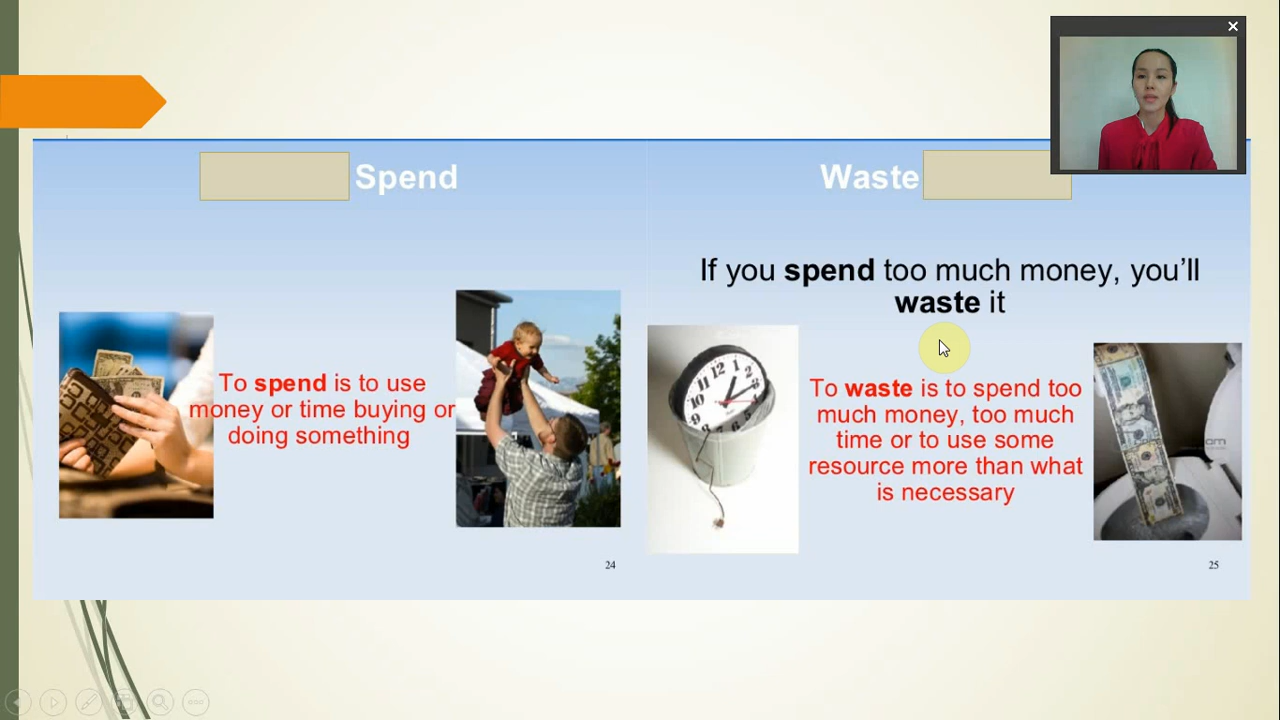 Spend
To spend is to use
money or time buying or
doing something
24
Waste
If you spend too much money, you’ll
waste it
To waste is to spend too
much money, too much
time or to use some
resource more than what
is necessary
25